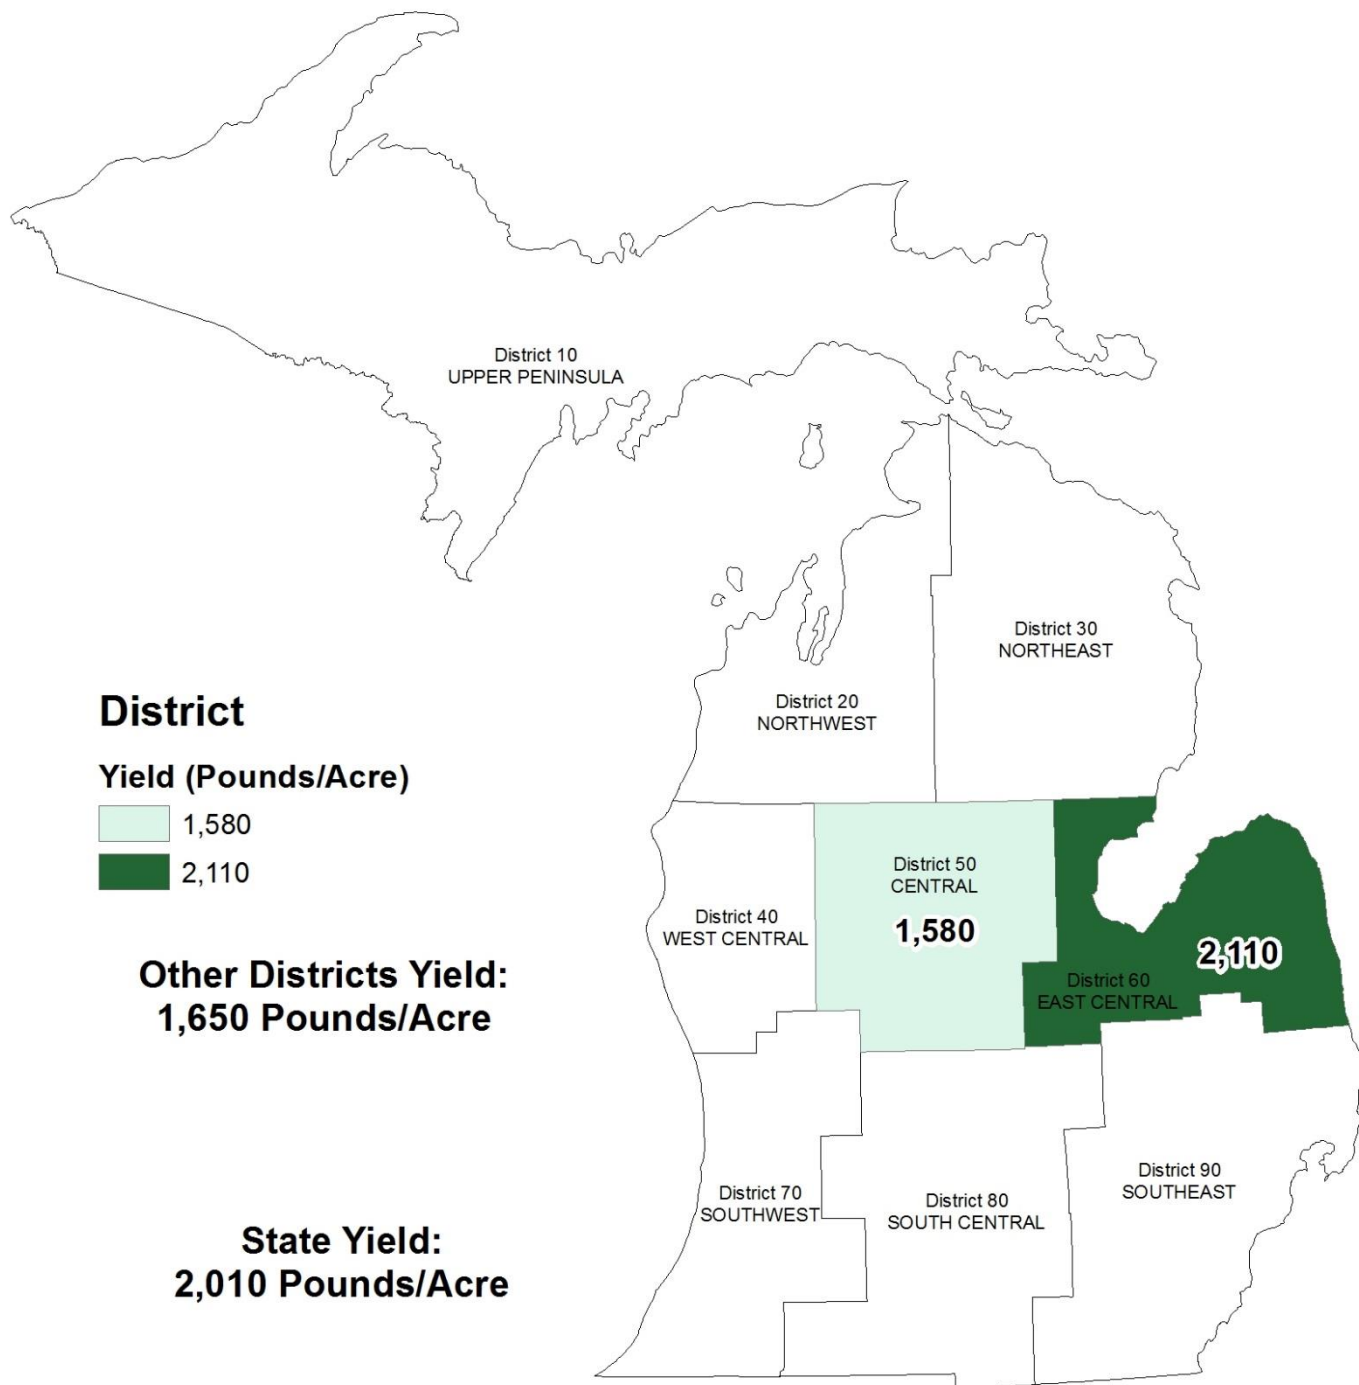 District 10
UPPER PENINSULA
District 30
NORTHEAST
District 20
NORTHWEST
District
Yield (Pounds/Acre)
1,580
2,110
District 50
CENTRAL
1,580
District 40
WEST CENTRAL
2,110
District 60
EAST CENTRAL
Other Districts Yield:
1,650 Pounds/Acre
District 70
SOUTHWEST
District 80
SOUTH CENTRAL
District 90
SOUTHEAST
State Yield:
2,010 Pounds/Acre